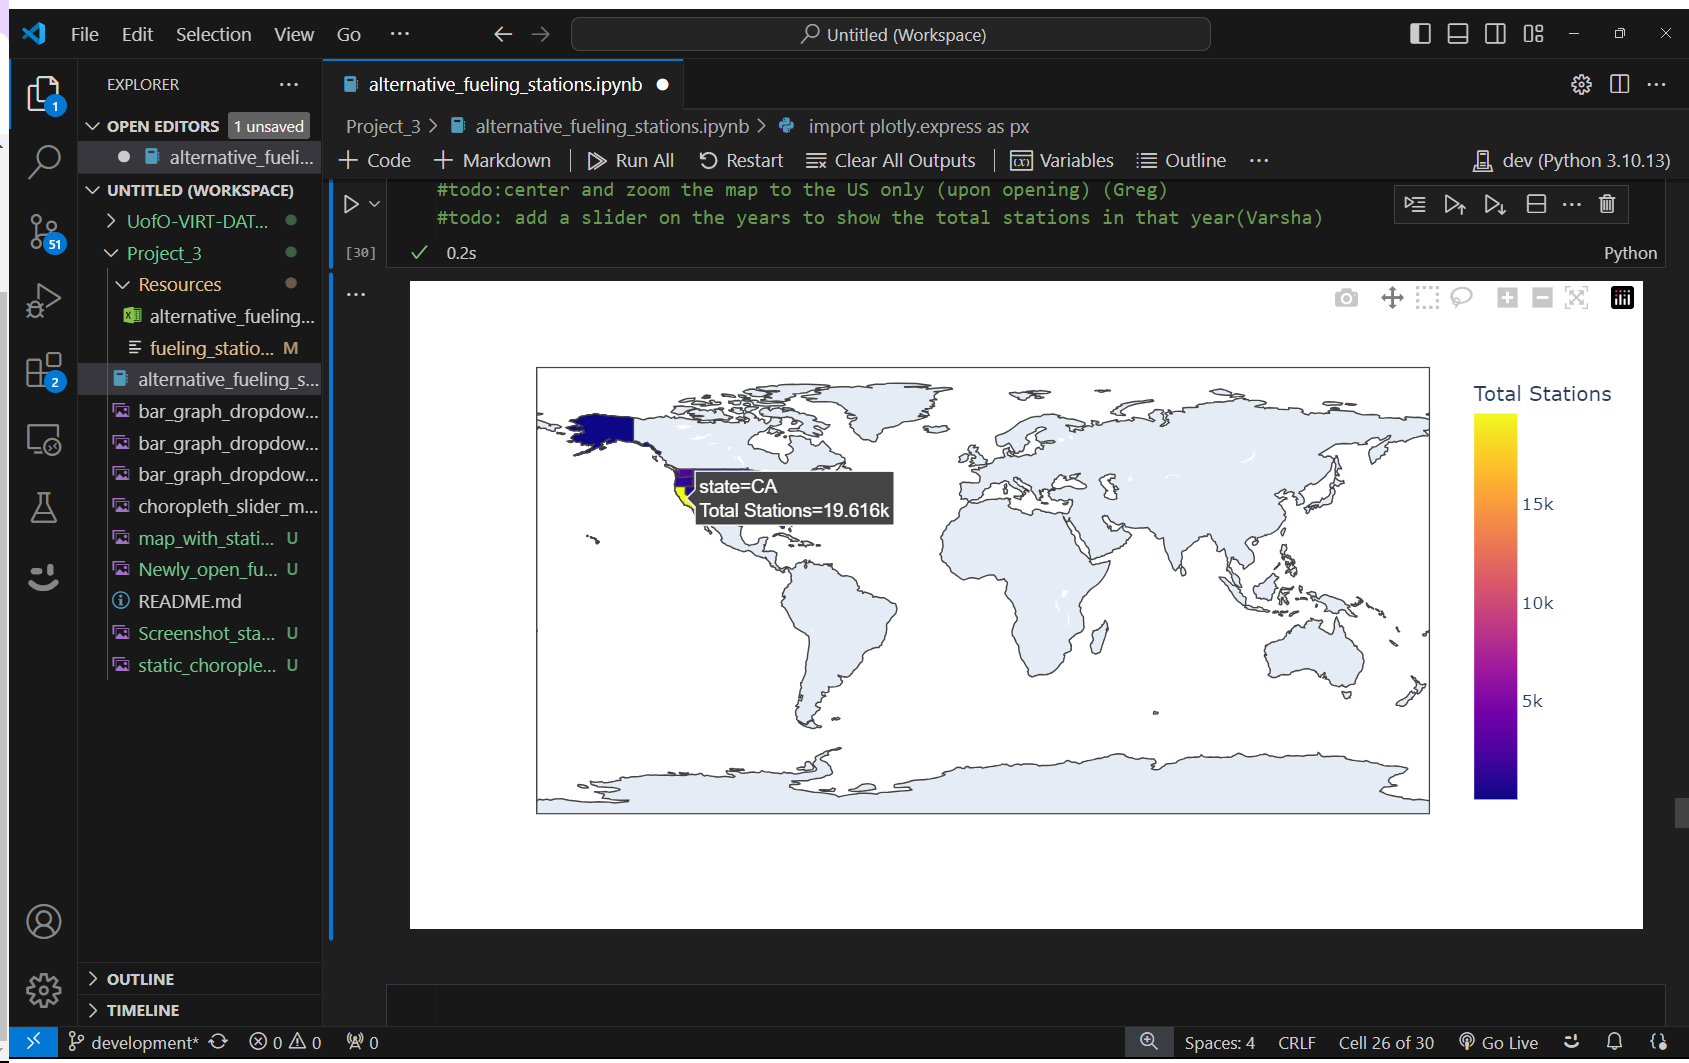 File Edit Selection View Go ··· Untitled (Workspace)
EXPLORER ···
alternative_fueling_stations.ipynb
OPEN EDITORS 1 unsaved
alternative_fueli...
UNTITLED (WORKSPACE)
UofO-VIRT-DAT...
Project_3
Resources
alternative_fueling...
fueling_statio... M
alternative_fueling_s...
bar_graph_dropdow...
bar_graph_dropdow...
bar_graph_dropdow...
choropleth_slider_m...
map_with_stati... U
Newly_open_fu... U
README.md
Screenshot_sta... U
static_chorople... U
OUTLINE
TIMELINE
1
51
2
Project_3 > alternative_fueling_stations.ipynb > import plotly.express as px
+ Code + Markdown | Run All Restart Clear All Outputs | Variables Outline ··· dev (Python 3.10.13)
#todo:center and zoom the map to the US only (upon opening) (Greg)
#todo: add a slider on the years to show the total stations in that year(Varsha)
[30] 0.2s Python
Total Stations
state=CA
Total Stations=19.616k
15k
10k
5k
development* 0 0 0 Spaces: 4 CRLF Cell 26 of 30 Go Live